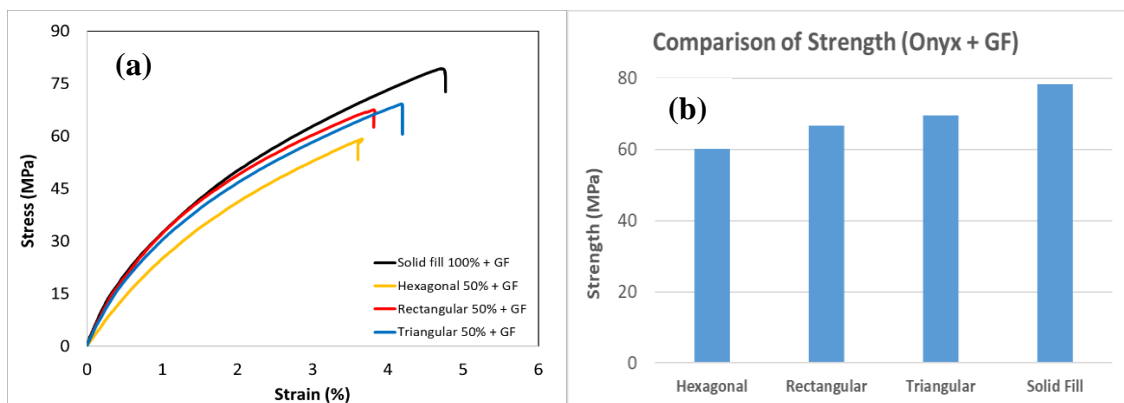 (a)
90
75
60
45
30
15
0
Stress (MPa)
Solid fill 100% + GF
Hexagonal 50% + GF
Rectangular 50% + GF
Triangular 50% + GF
0 1 2 3 4 5 6
Strain (%)
Comparison of Strength (Onyx + GF)
(b)
80
60
40
20
0
Strength (MPa)
Hexagonal Rectangular Triangular Solid Fill